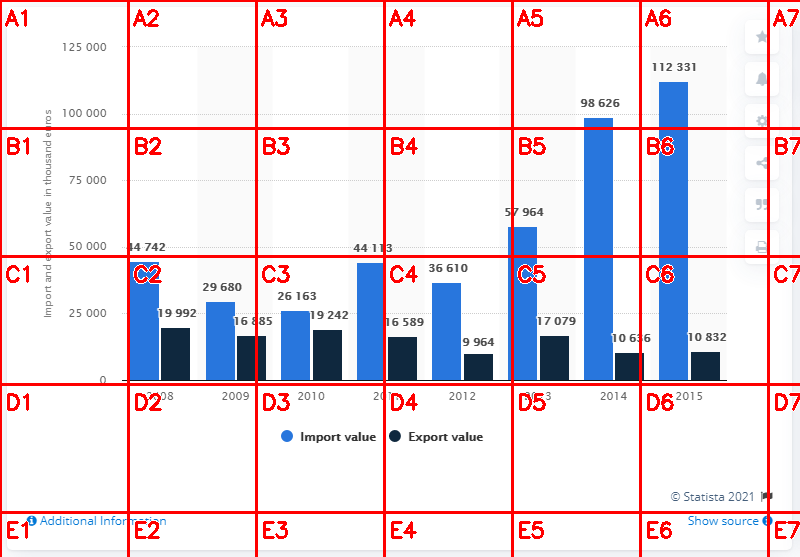 A1 A2 A3 A4 A5 A6 A7
125 000
112 331
100 000
98 626
B1 B2 B3 B4 B5 B6 B7
Import and export value in thousand euros
75 000
57 964
50 000
44 742
44 113
C1 C2 C3 C4 C5 C6 C7
36 610
29 680
26 163
25 000
19 992
16 885
19 242
16 589
9 964
17 079
10 636
10 832
0
2008 2009 2010 2012 2013 2014 2015
D1 D2 D3 D4 D5 D6 D7
Import value Export value
© Statista 2021
Additional Information Show source
E1 E2 E3 E4 E5 E6 E7